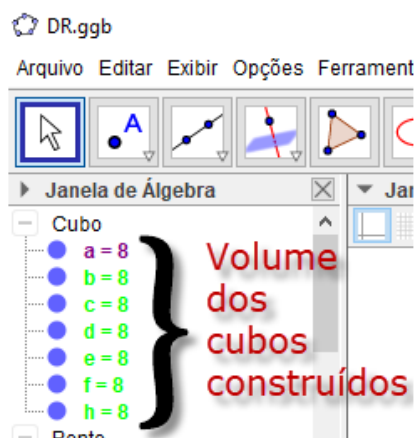 DR.ggb
Arquivo Editar Exibir Opções Ferrament
A
Janela de Álgebra
Jar
Cubo
a = 8
b = 8
c = 8
d = 8
e = 8
f = 8
h = 8
Volume
dos
cubos
construídos
Ponto